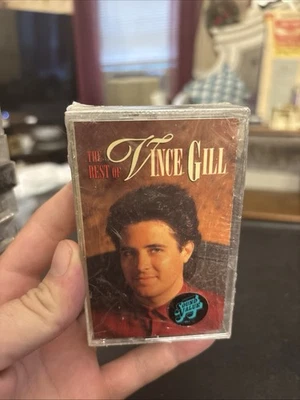 THE
BEST OF
VINCE GILL